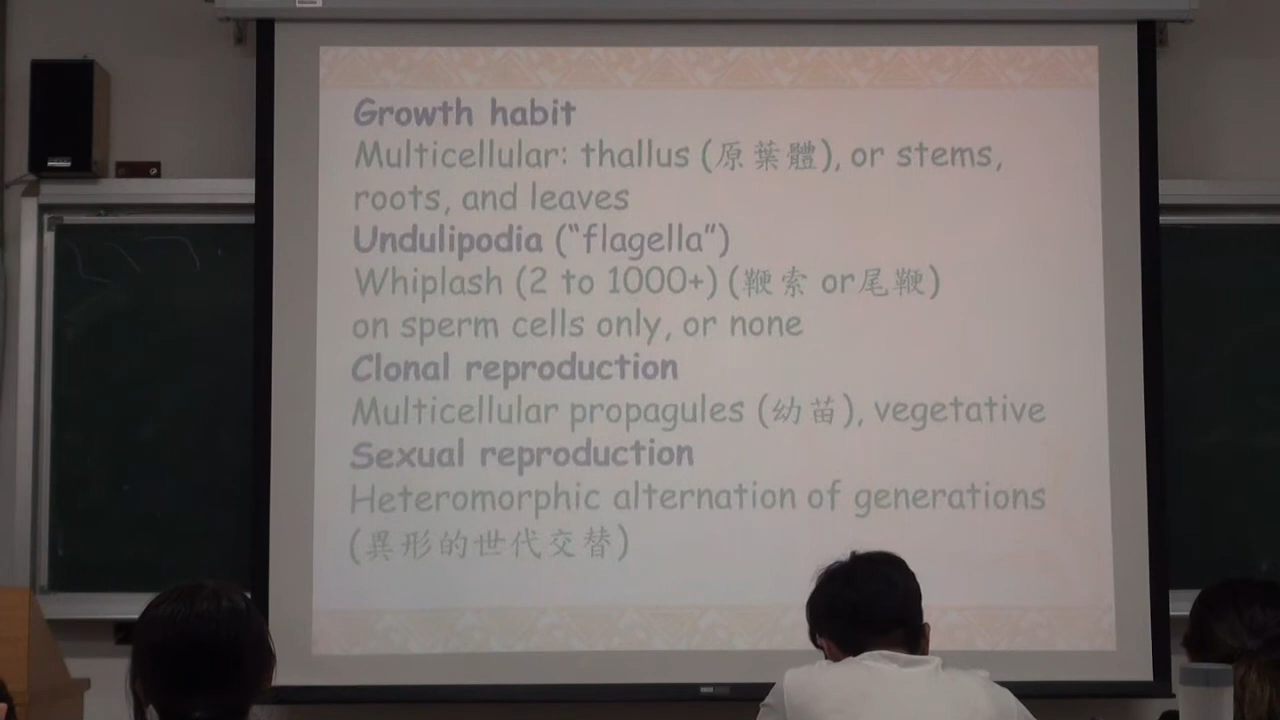 Growth habit
Multicellular: thallus (原葉體), or stems,
roots, and leaves
Undulipodia (“flagella”)
Whiplash (2 to 1000+) (鞭索 or尾鞭)
on sperm cells only, or none
Clonal reproduction
Multicellular propagules (幼苗), vegetative
Sexual reproduction
Heteromorphic alternation of generations
(異形的世代交替)